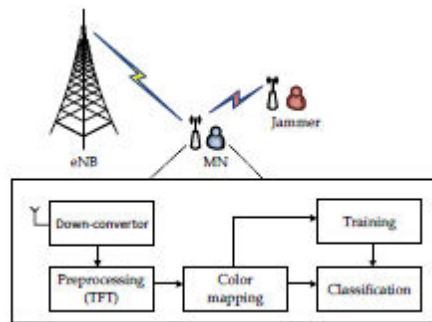 eNB
MN
Jammer
Down-convertor
Training
Preprocessing
(TFT)
Color
mapping
Classification